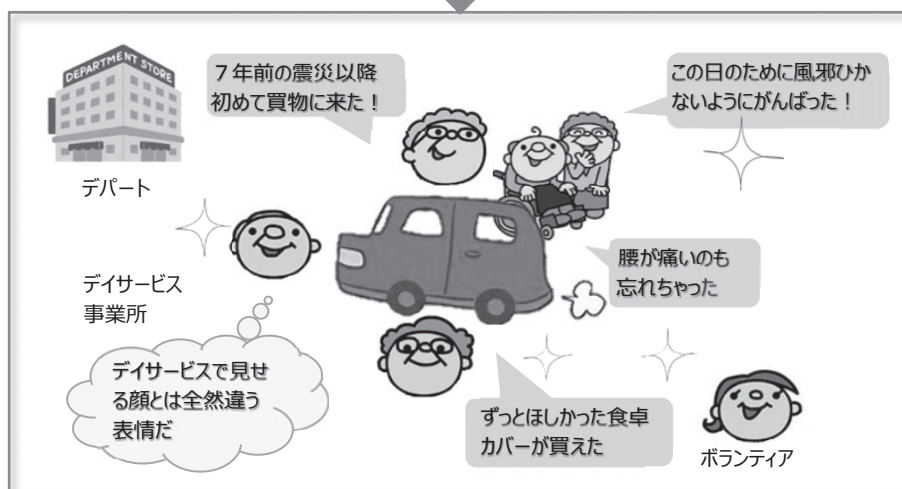 DEPARTMENT STORE
デパート
7年前の震災以降
初めて買物に来た！
この日のために風邪ひか
ないようにがんばった！
腰が痛いのも
忘れちゃった
デイサービス
事業所
デイサービスで見せ
る顔とは全然違う
表情だ
ずっとほしかった食卓
カバーが買えた
ボランティア